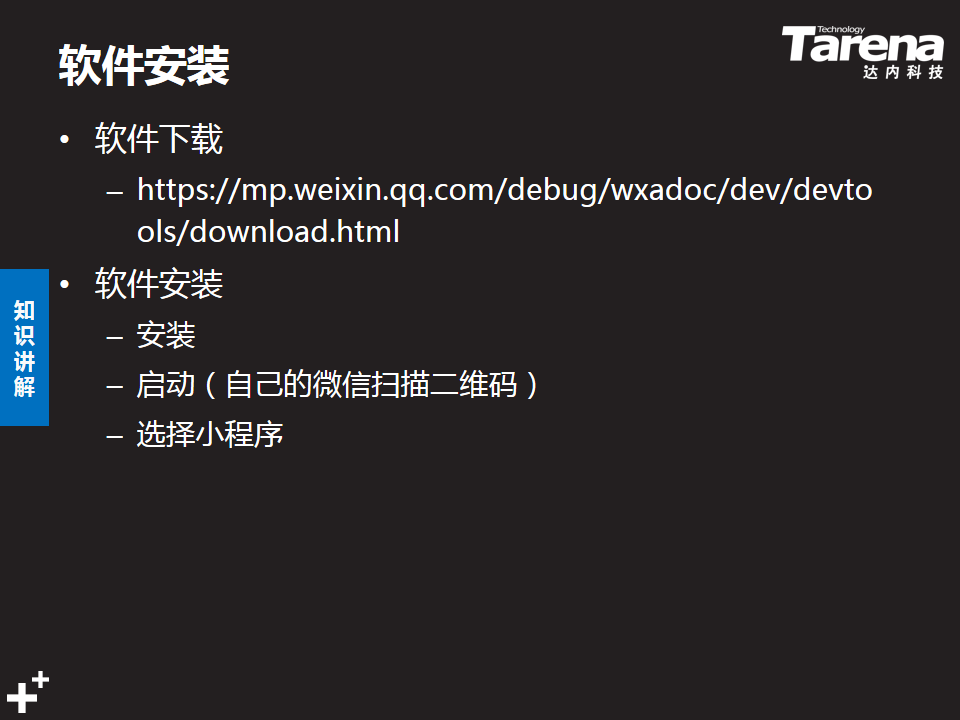 软件安装
Technology
Tarena
达内科技
• 软件下载
– https://mp.weixin.qq.com/debug/wxadoc/dev/devto
ols/download.html
• 软件安装
– 安装
– 启动（自己的微信扫描二维码）
– 选择小程序
知识讲解